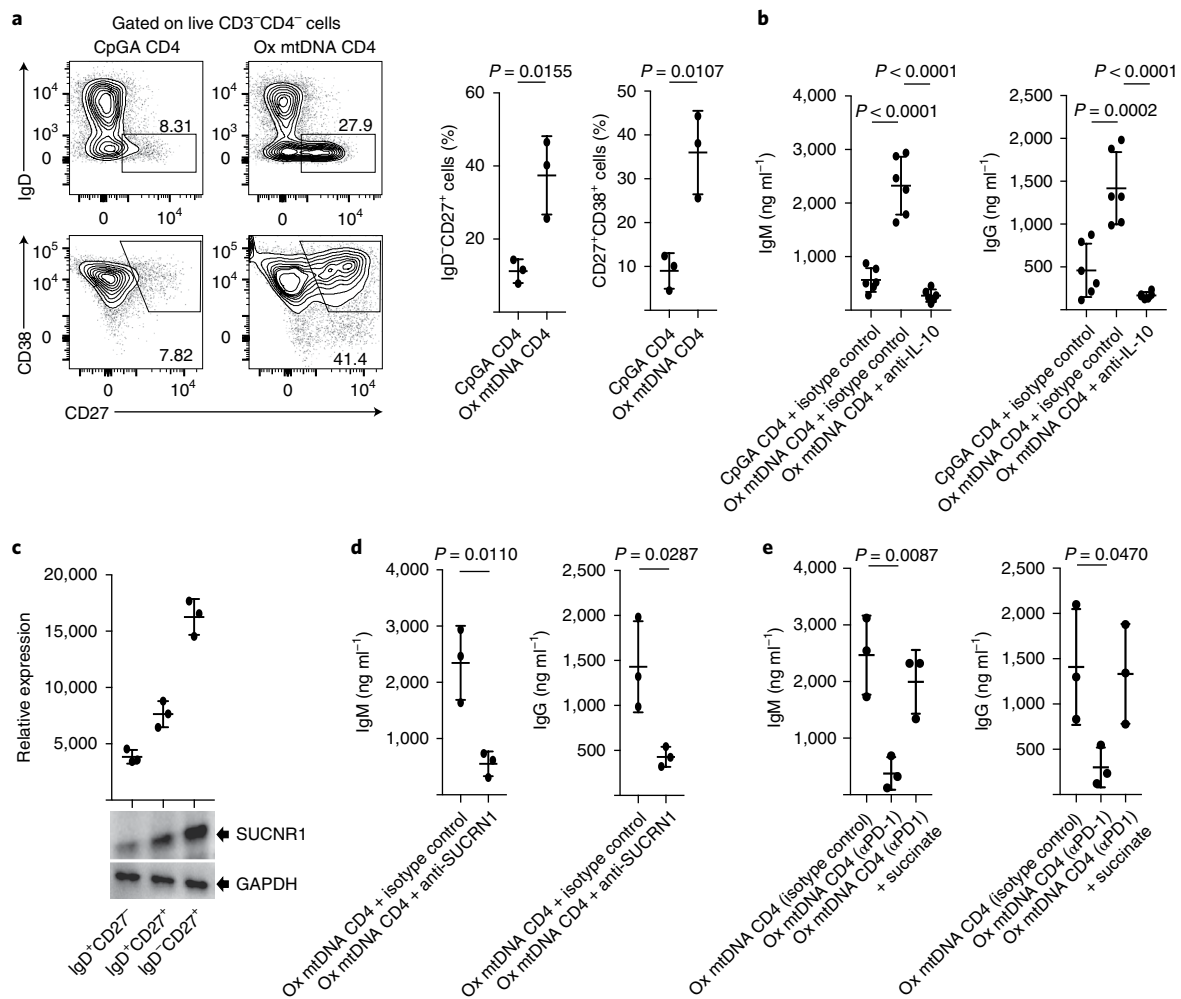 a
Gated on live CD3⁻CD4⁻ cells
CpGA CD4
Ox mtDNA CD4
IgD
10⁴
10³
0
8.31
0
10⁴
10⁴
10³
0
27.9
0
10⁴
CD38
10⁵
10⁴
0
7.82
0
10⁴
10⁵
10⁴
0
41.4
0
10⁴
CD27
P = 0.0155
IgD⁻CD27⁺ cells (%)
60
40
20
CpGA CD4
Ox mtDNA CD4
P = 0.0107
CD27⁺CD38⁺ cells (%)
50
40
30
20
10
CpGA CD4
Ox mtDNA CD4
b
P < 0.0001
P < 0.0001
IgM (ng ml⁻¹)
4,000
3,000
2,000
1,000
CpGA CD4 + isotype control
Ox mtDNA CD4 + isotype control
Ox mtDNA CD4 + anti-IL-10
P < 0.0001
P = 0.0002
IgG (ng ml⁻¹)
2,500
2,000
1,500
1,000
500
CpGA CD4 + isotype control
Ox mtDNA CD4 + isotype control
Ox mtDNA CD4 + anti-IL-10
c
Relative expression
20,000
15,000
10,000
5,000
SUCNR1
GAPDH
IgD⁺CD27⁻
IgD⁺CD27⁺
IgD⁻CD27⁺
d
P = 0.0110
IgM (ng ml⁻¹)
4,000
3,000
2,000
1,000
Ox mtDNA CD4 + isotype control
Ox mtDNA CD4 + anti-SUCRN1
P = 0.0287
IgG (ng ml⁻¹)
2,500
2,000
1,500
1,000
500
Ox mtDNA CD4 + isotype control
Ox mtDNA CD4 + anti-SUCRN1
e
P = 0.0087
IgM (ng ml⁻¹)
4,000
3,000
2,000
1,000
Ox mtDNA CD4 (isotype control)
Ox mtDNA CD4 (αPD-1)
Ox mtDNA CD4 (αPD1)
+ succinate
P = 0.0470
IgG (ng ml⁻¹)
2,500
2,000
1,500
1,000
500
Ox mtDNA CD4 (isotype control)
Ox mtDNA CD4 (αPD-1)
Ox mtDNA CD4 (αPD1)
+ succinate